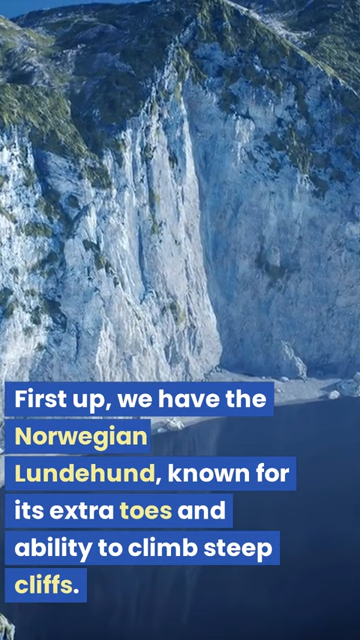 First up, we have the
Norwegian
Lundehund, known for
its extra toes and
ability to climb steep
cliffs.